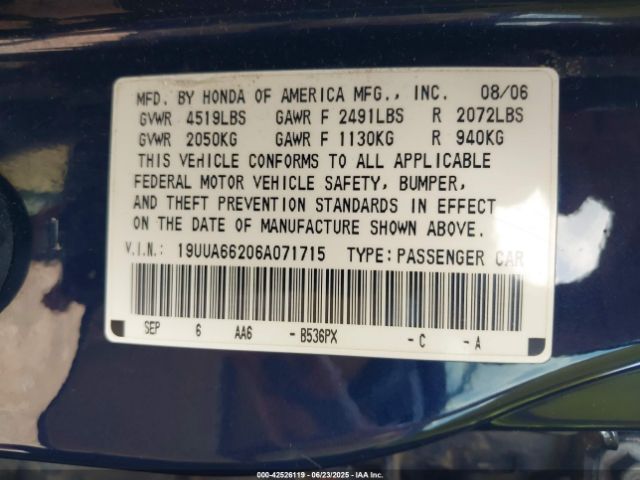 MFD. BY HONDA OF AMERICA MFG., INC. 08/06
GVWR 4519LBS GAWR F 2491LBS R 2072LBS
GVWR 2050KG GAWR F 1130KG R 940KG
THIS VEHICLE CONFORMS TO ALL APPLICABLE
FEDERAL MOTOR VEHICLE SAFETY, BUMPER,
AND THEFT PREVENTION STANDARDS IN EFFECT
ON THE DATE OF MANUFACTURE SHOWN ABOVE.
V.I.N.: 19UUA66206A071715 TYPE: PASSENGER CAR
SEP 6 AA6 - B536PX - C - A
000-42526119 - 06/23/2025 - IAA Inc.